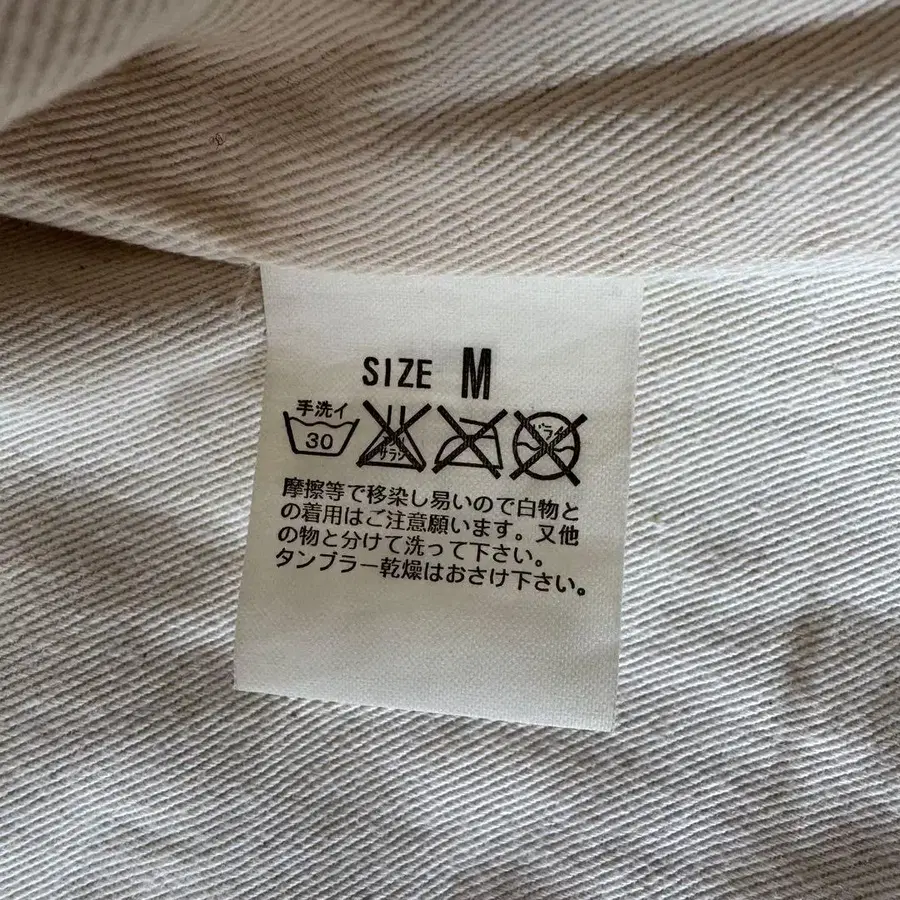 SIZE M
手洗イ
30 サラシ ドライ
摩擦等で移染し易いので白物と
の着用はご注意願います。又他
の物と分けて洗って下さい。
タンブラー乾燥はおさけ下さい。